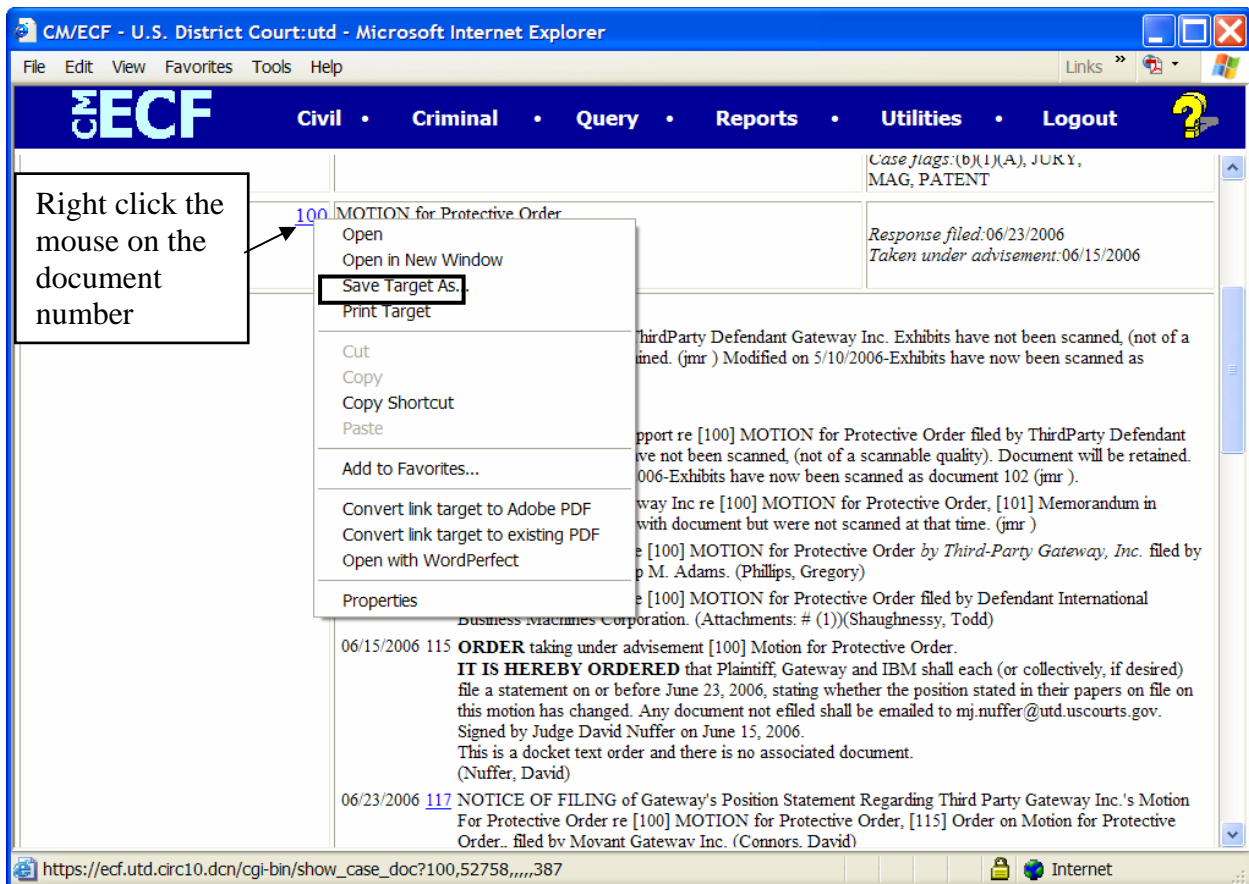 CM/ECF - U.S. District Court:utd - Microsoft Internet Explorer
File Edit View Favorites Tools Help Links »
CM ECF Civil • Criminal • Query • Reports • Utilities • Logout ?
Case flags:(b)(1)(A), JURY,
MAG, PATENT
Right click the
mouse on the
document
number
100 MOTION for Protective Order
Response filed:06/23/2006
Taken under advisement:06/15/2006
Open
Open in New Window
Save Target As...
Print Target
Cut
Copy
Copy Shortcut
Paste
Add to Favorites...
Convert link target to Adobe PDF
Convert link target to existing PDF
Open with WordPerfect
Properties
ThirdParty Defendant Gateway Inc. Exhibits have not been scanned, (not of a
ined. (jmr ) Modified on 5/10/2006-Exhibits have now been scanned as
pport re [100] MOTION for Protective Order filed by ThirdParty Defendant
ve not been scanned, (not of a scannable quality). Document will be retained.
006-Exhibits have now been scanned as document 102 (jmr ).
way Inc re [100] MOTION for Protective Order, [101] Memorandum in
with document but were not scanned at that time. (jmr )
e [100] MOTION for Protective Order by Third-Party Gateway, Inc. filed by
p M. Adams. (Phillips, Gregory)
e [100] MOTION for Protective Order filed by Defendant International
Business Machines Corporation. (Attachments: # (1))(Shaughnessy, Todd)
06/15/2006 115 ORDER taking under advisement [100] Motion for Protective Order.
IT IS HEREBY ORDERED that Plaintiff, Gateway and IBM shall each (or collectively, if desired)
file a statement on or before June 23, 2006, stating whether the position stated in their papers on file on
this motion has changed. Any document not efiled shall be emailed to mj.nuffer@utd.uscourts.gov.
Signed by Judge David Nuffer on June 15, 2006.
This is a docket text order and there is no associated document.
(Nuffer, David)
06/23/2006 117 NOTICE OF FILING of Gateway's Position Statement Regarding Third Party Gateway Inc.'s Motion
For Protective Order re [100] MOTION for Protective Order, [115] Order on Motion for Protective
Order,, filed by Movant Gateway Inc. (Connors, David)
https://ecf.utd.circ10.dcn/cgi-bin/show_case_doc?100,52758,,,,,387 Internet